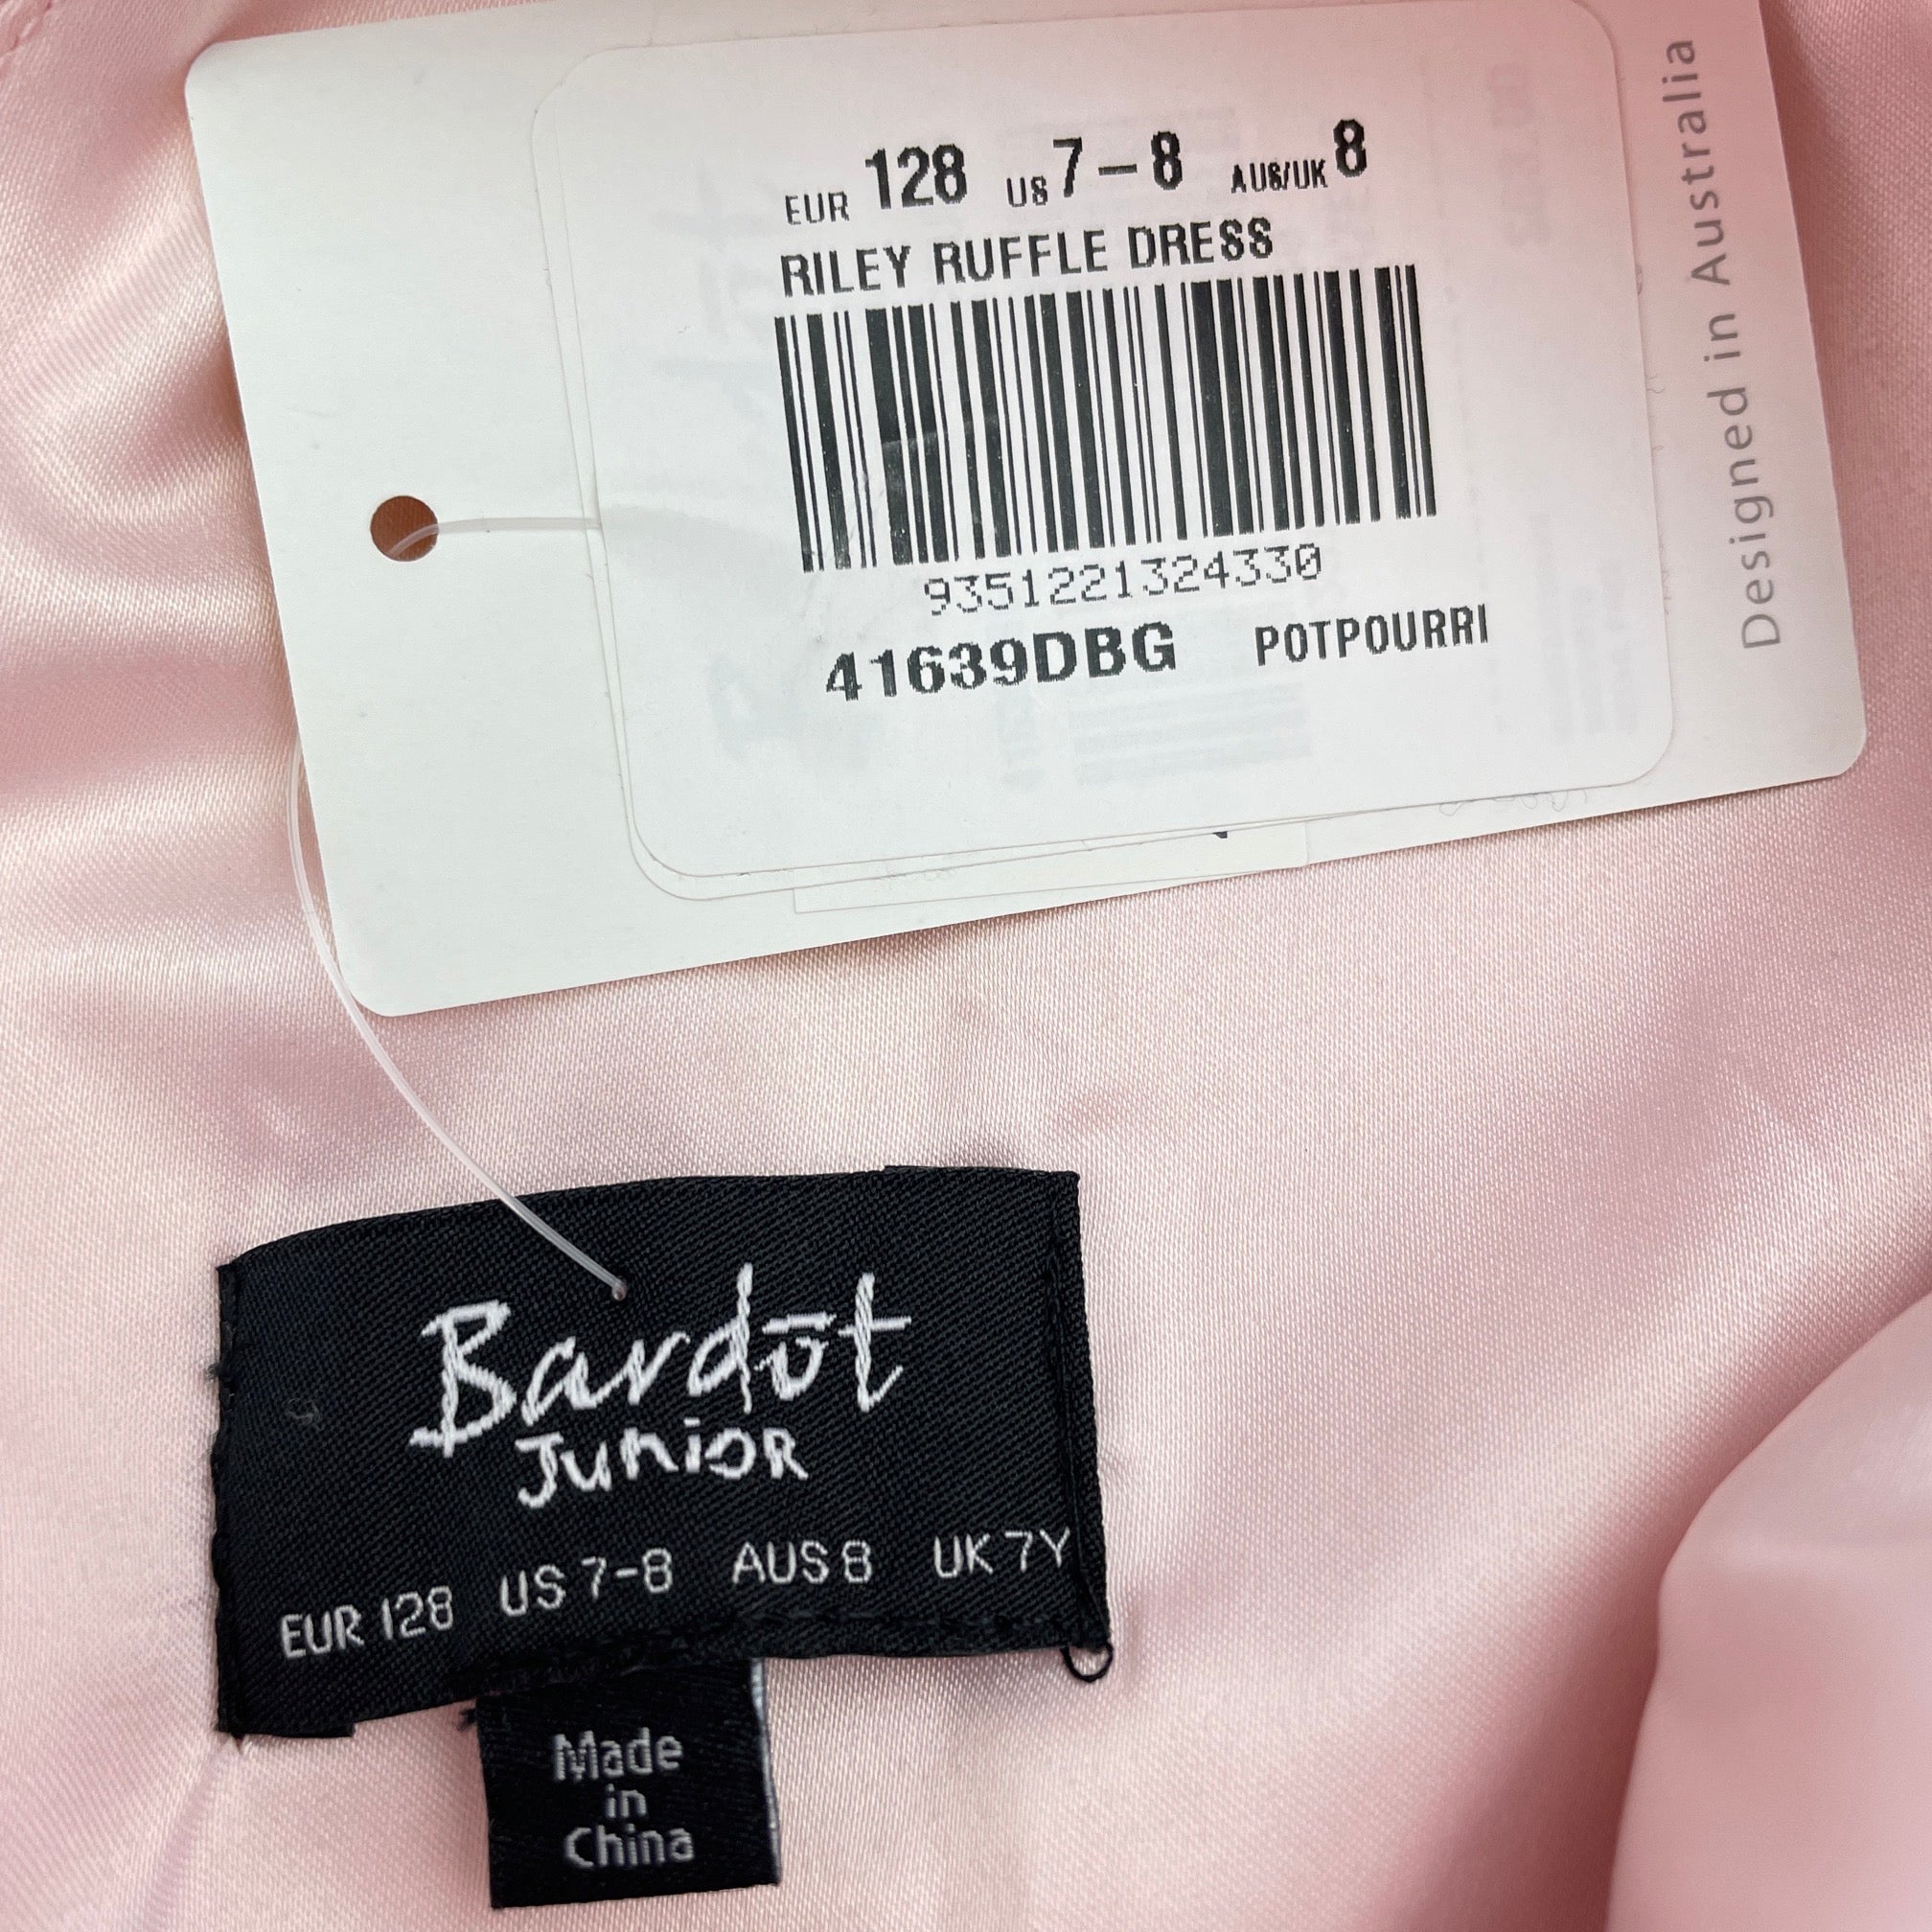 EUR 128 US 7-8 AUS/UK 8
RILEY RUFFLE DRESS
9351221324330
41639DBG POTPOURRI
Designed in Australia
Bardōt
JUNIOR
EUR 128 US 7-8 AUS 8 UK 7Y
Made
in
China